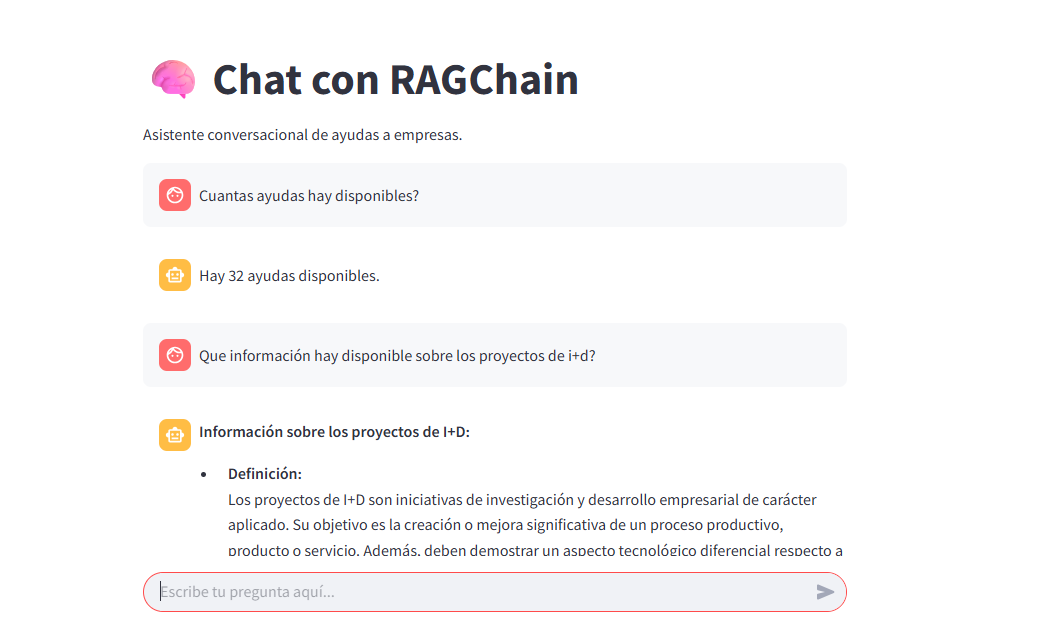 Chat con RAGChain
Asistente conversacional de ayudas a empresas.
Cuantas ayudas hay disponibles?
Hay 32 ayudas disponibles.
Que información hay disponible sobre los proyectos de i+d?
Información sobre los proyectos de I+D:
Definición:
Los proyectos de I+D son iniciativas de investigación y desarrollo empresarial de carácter
aplicado. Su objetivo es la creación o mejora significativa de un proceso productivo,
producto o servicio. Además, deben demostrar un aspecto tecnológico diferencial respecto a
Escribe tu pregunta aquí...